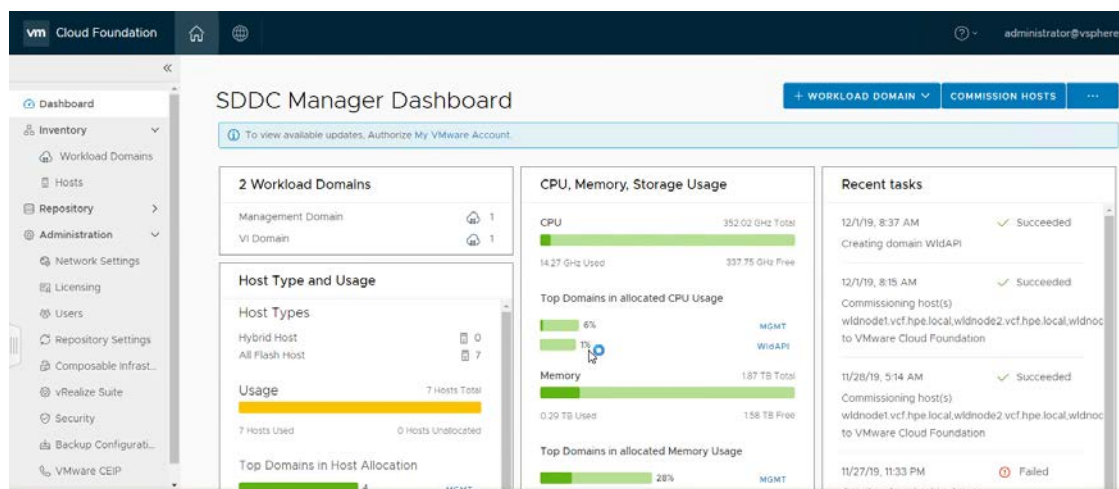 vm Cloud Foundation
administrator@vsphere
Dashboard
Inventory
Workload Domains
Hosts
Repository
Administration
Network Settings
Licensing
Users
Repository Settings
Composable Infrast...
vRealize Suite
Security
Backup Configurati...
VMware CEIP
SDDC Manager Dashboard
+ WORKLOAD DOMAIN
COMMISSION HOSTS
...
To view available updates, Authorize My VMware Account.
2 Workload Domains
Management Domain 1
VI Domain 1
Host Type and Usage
Host Types
Hybrid Host 0
All Flash Host 7
Usage 7 Hosts Total
7 Hosts Used 0 Hosts Unallocated
Top Domains in Host Allocation
4 MGMT
CPU, Memory, Storage Usage
CPU 352.02 GHz Total
14.27 GHz Used 337.75 GHz Free
Top Domains in allocated CPU Usage
6% MGMT
1% WldAPI
Memory 1.87 TB Total
0.29 TB Used 1.58 TB Free
Top Domains in allocated Memory Usage
28% MGMT
Recent tasks
12/1/19, 8:37 AM Succeeded
Creating domain WldAPI
12/1/19, 8:15 AM Succeeded
Commissioning host(s)
wldnode1.vcf.hpe.local,wldnode2.vcf.hpe.local,wldnoc
to VMware Cloud Foundation
11/28/19, 5:14 AM Succeeded
Commissioning host(s)
wldnode1.vcf.hpe.local,wldnode2.vcf.hpe.local,wldnoc
to VMware Cloud Foundation
11/27/19, 11:33 PM Failed